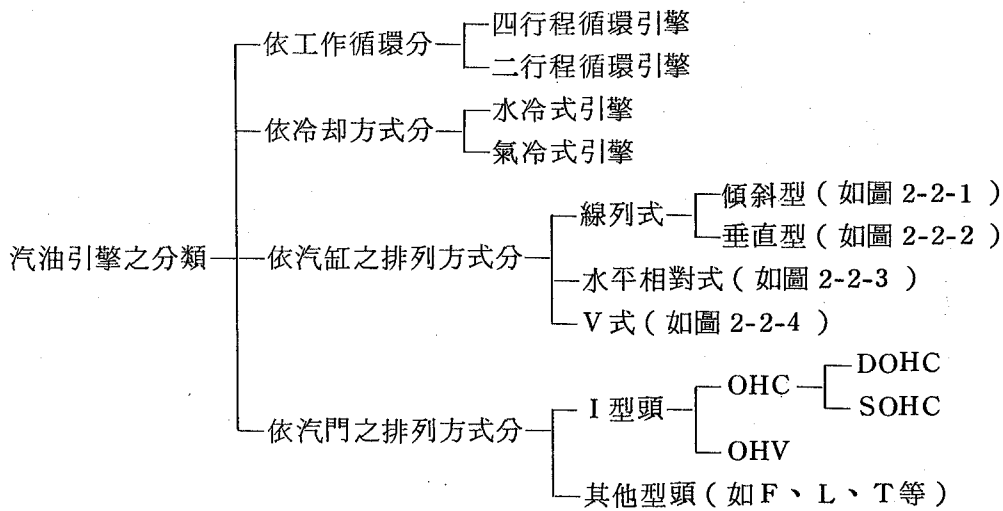 汽油引擎之分類
依工作循環分
四行程循環引擎
二行程循環引擎
依冷却方式分
水冷式引擎
氣冷式引擎
依汽缸之排列方式分
線列式
傾斜型(如圖 2-2-1 )
垂直型(如圖 2-2-2 )
水平相對式(如圖 2-2-3 )
V 式(如圖 2-2-4 )
依汽門之排列方式分
I 型頭
OHC
DOHC
SOHC
OHV
其他型頭(如F、L、T等)